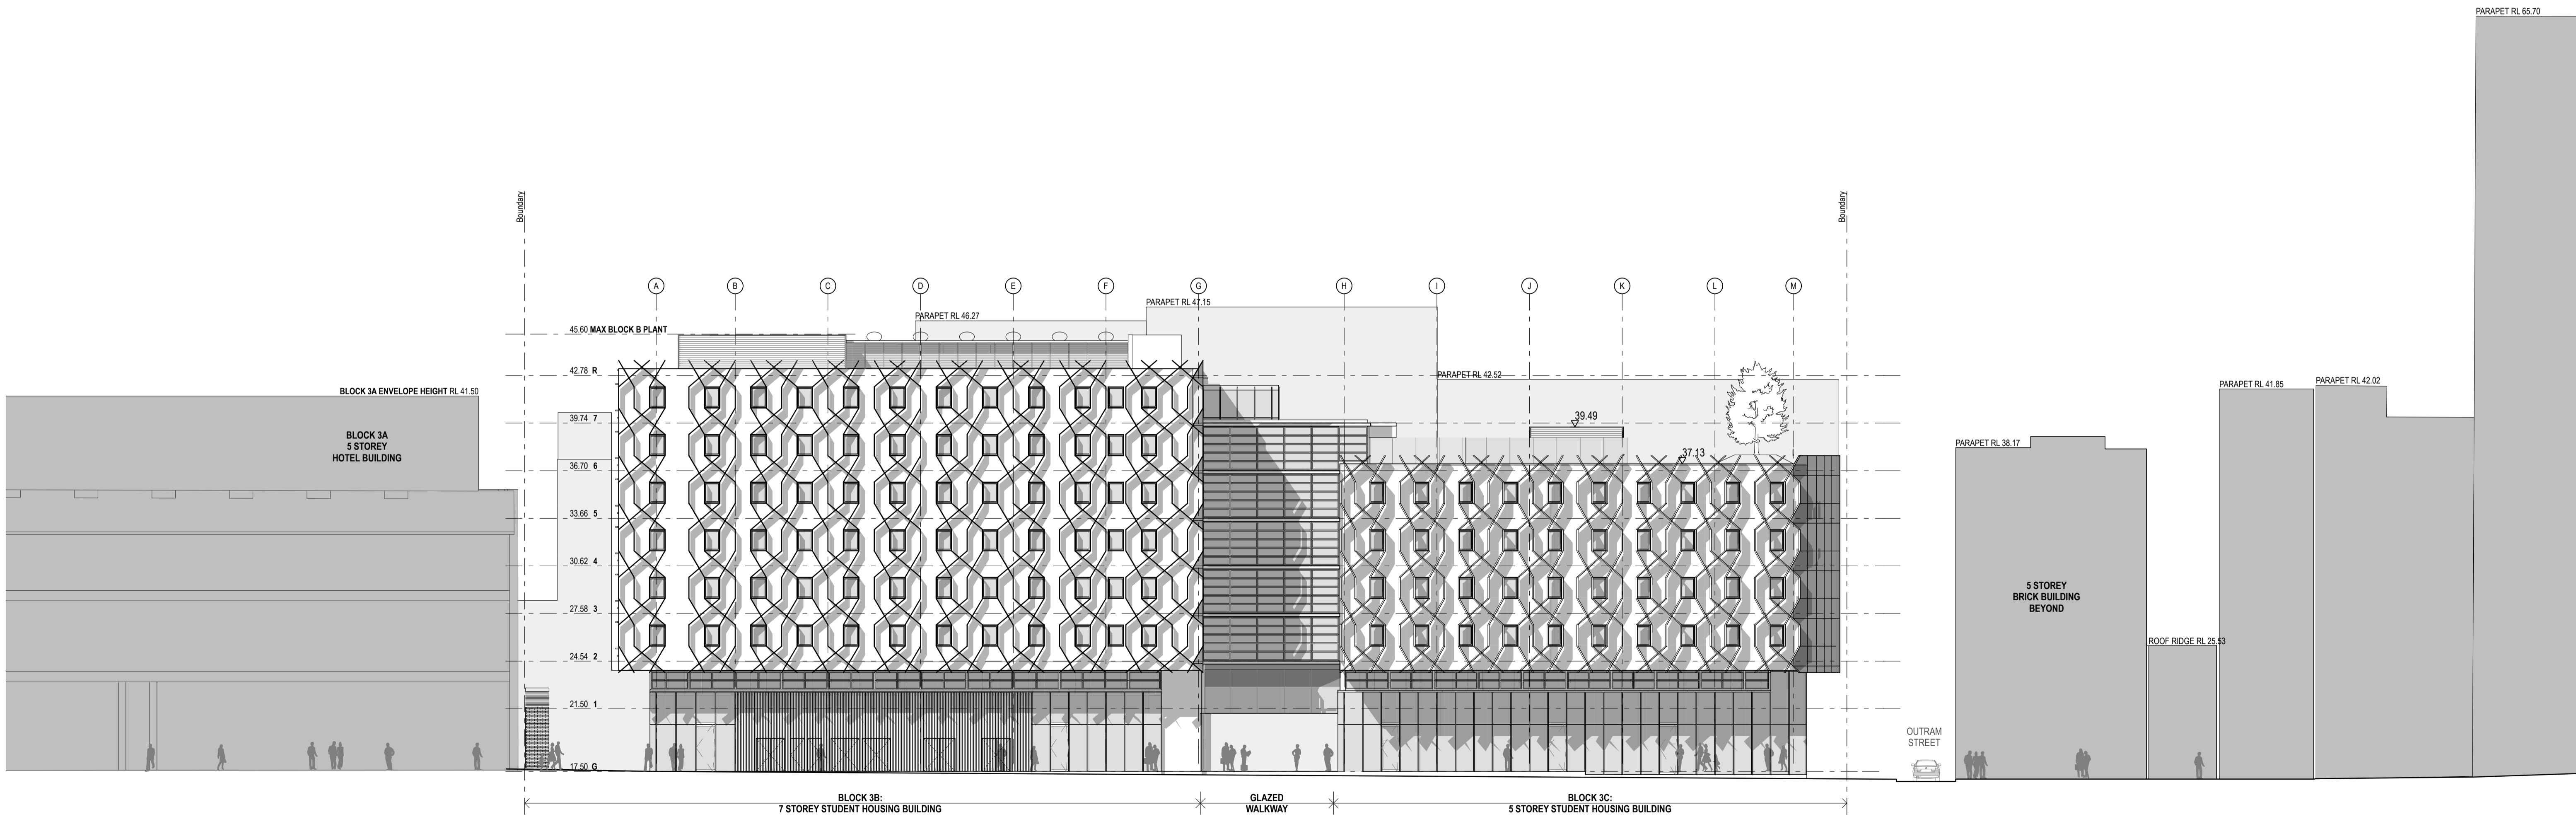 PARAPET RL 65.70
Boundary
Boundary
A
B
C
D
E
F
G
H
I
J
K
L
M
PARAPET RL 47.15
PARAPET RL 46.27
45.60 MAX BLOCK B PLANT
42.78 R
PARAPET RL 42.52
PARAPET RL 41.85
PARAPET RL 42.02
BLOCK 3A ENVELOPE HEIGHT RL 41.50
39.74 7
39.49
BLOCK 3A
5 STOREY
HOTEL BUILDING
PARAPET RL 38.17
37.13
36.70 6
33.66 5
30.62 4
27.58 3
24.54 2
21.50 1
17.50 G
5 STOREY
BRICK BUILDING
BEYOND
ROOF RIDGE RL 25.53
OUTRAM
STREET
BLOCK 3B:
7 STOREY STUDENT HOUSING BUILDING
GLAZED
WALKWAY
BLOCK 3C:
5 STOREY STUDENT HOUSING BUILDING